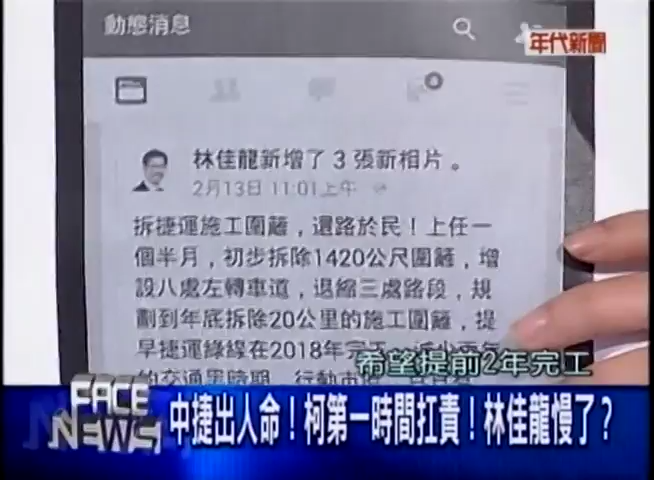 動態消息
年代新聞
林佳龍新增了 3 張新相片。
2月13日 11:01上午
拆捷運施工圍籬,還路於民!上任一
個半月,初步拆除1420公尺圍籬,增
設八處左轉車道,退縮三處路段,規
劃到年底拆除20公里的施工圍籬,提
早捷運綠線在2018年完工
希望提前2年完工
FACE
NEWS
中捷出人命!柯第一時間扛責!林佳龍慢了?